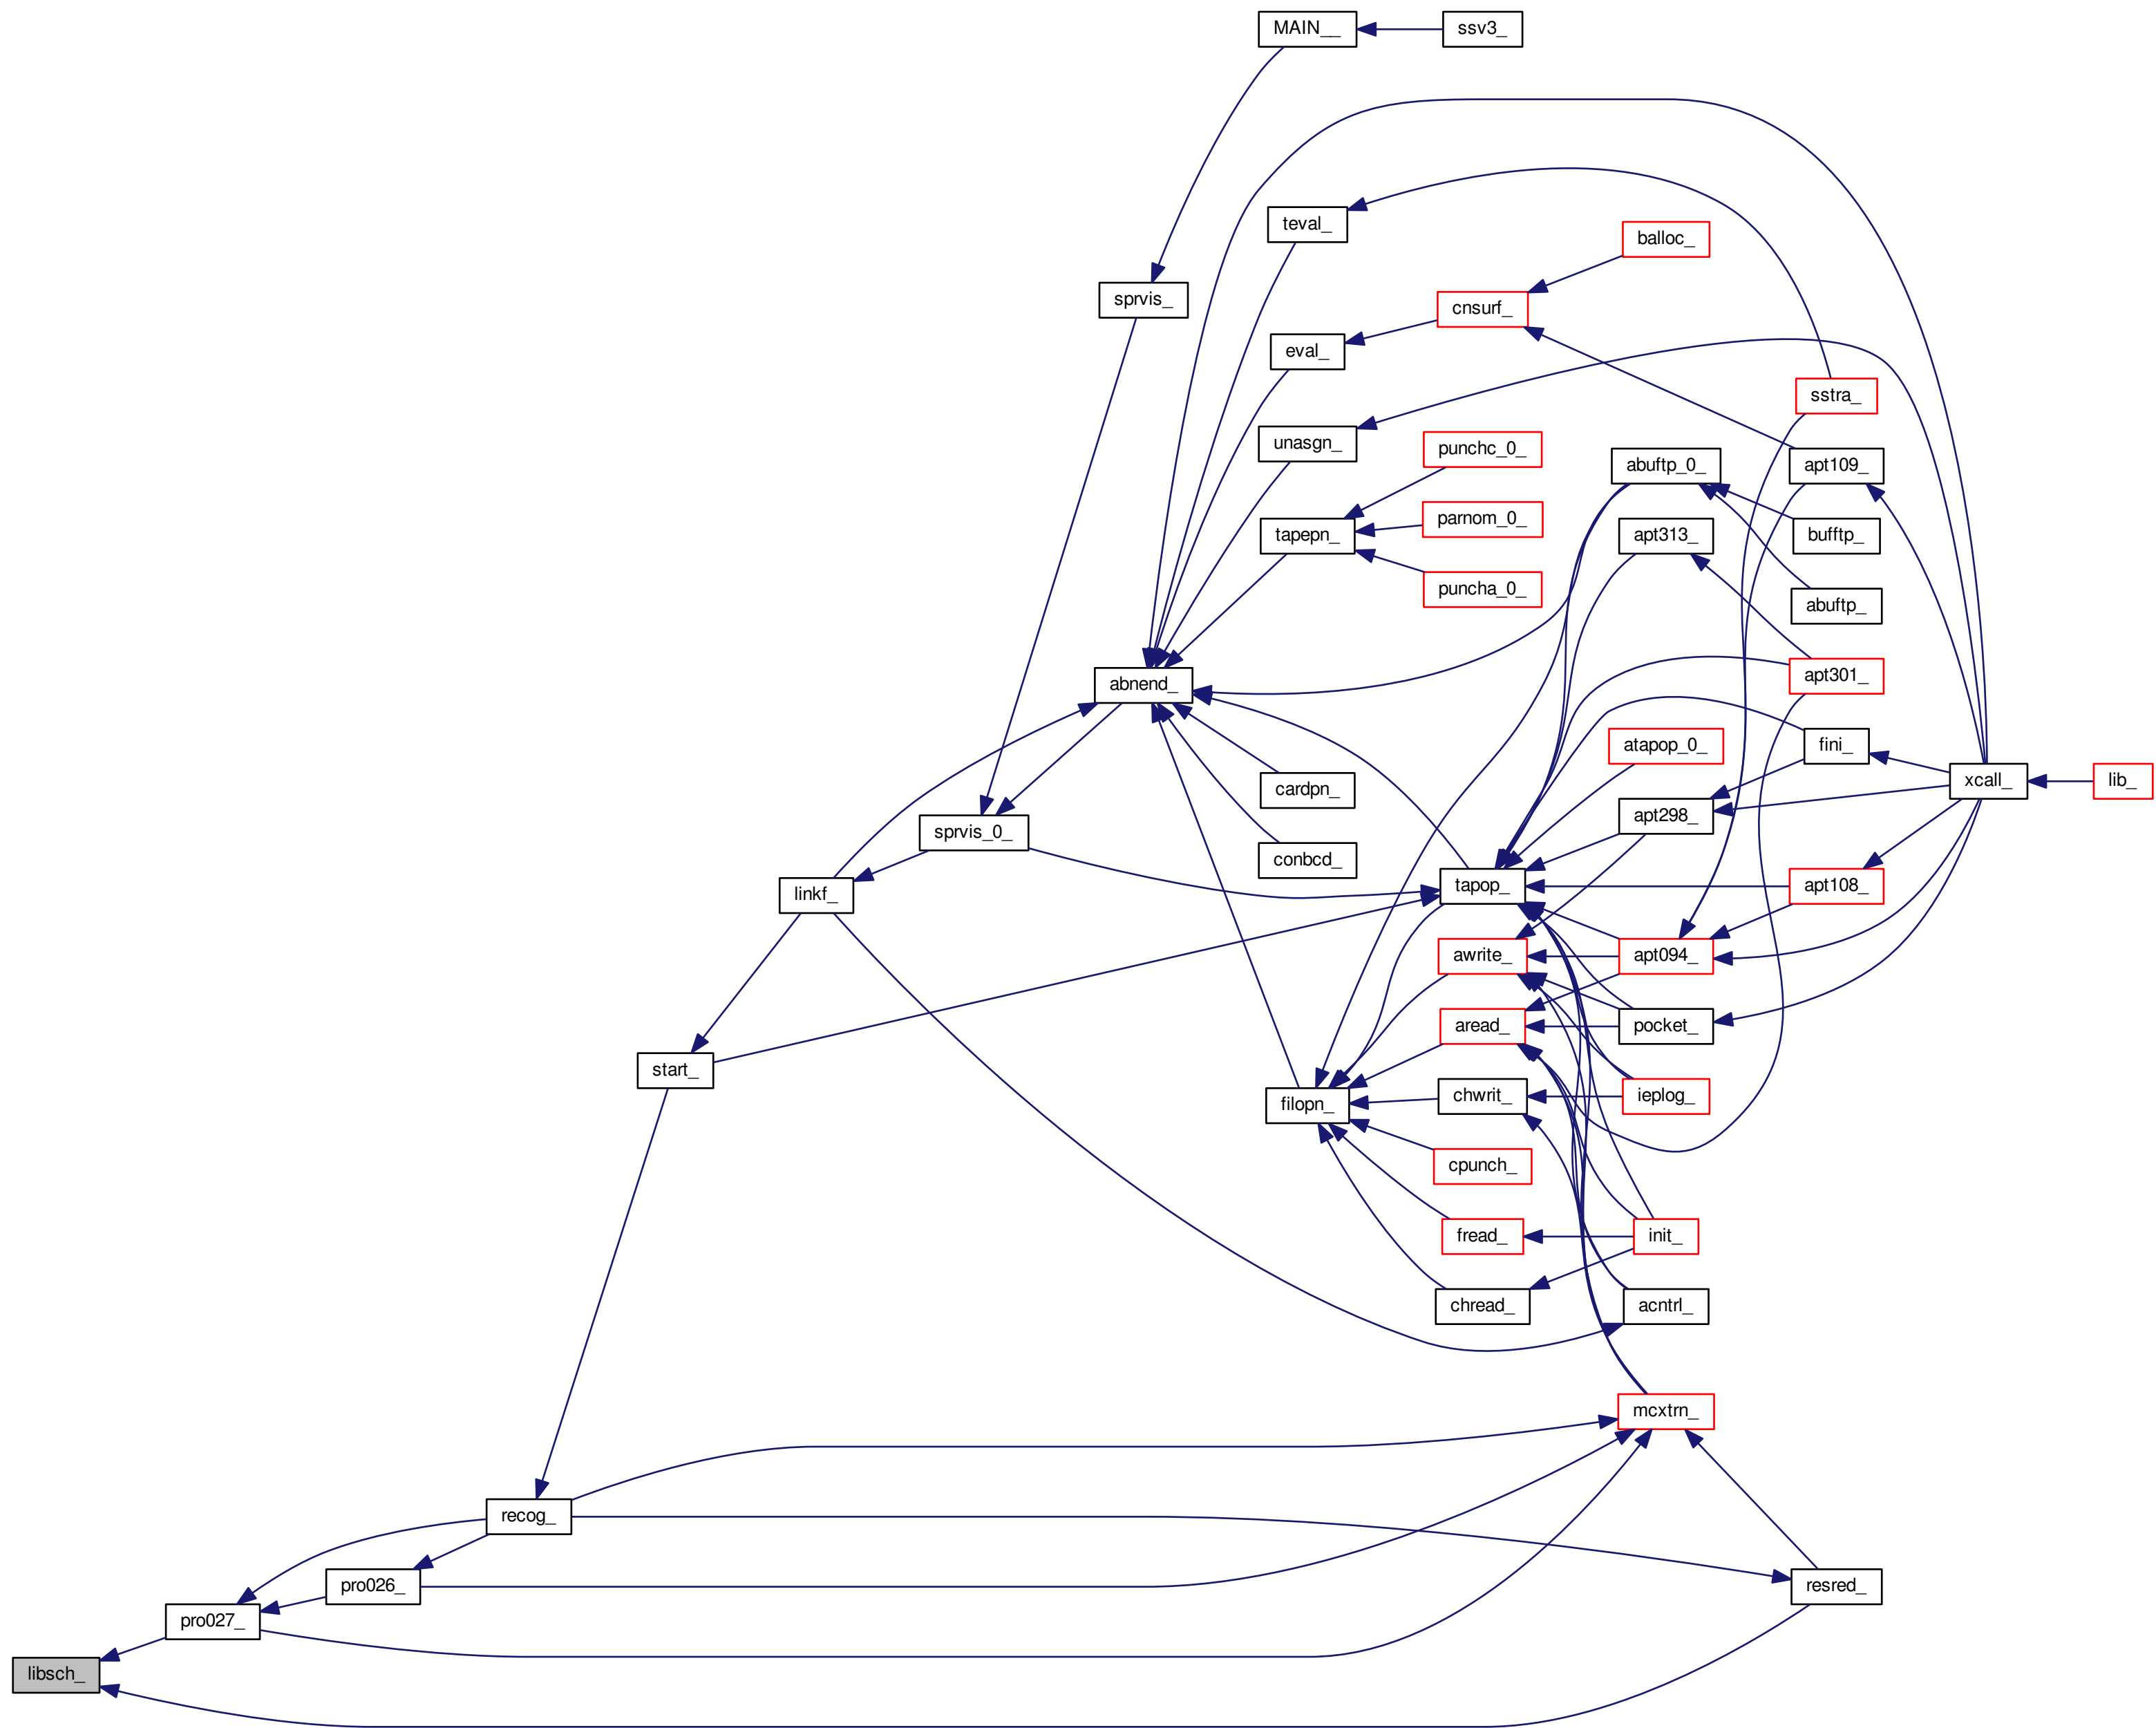 MAIN__
ssv3_
teval_
balloc_
sprvis_
cnsurf_
eval_
sstra_
unasgn_
punchc_0_
abuftp_0_
apt109_
tapepn_
parnom_0_
apt313_
bufftp_
puncha_0_
abuftp_
abnend_
apt301_
atapop_0_
fini_
cardpn_
xcall_
lib_
sprvis_0_
apt298_
conbcd_
linkf_
tapop_
apt108_
awrite_
apt094_
aread_
pocket_
start_
filopn_
chwrit_
ieplog_
cpunch_
fread_
init_
chread_
acntrl_
mcxtrn_
recog_
pro026_
resred_
pro027_
libsch_